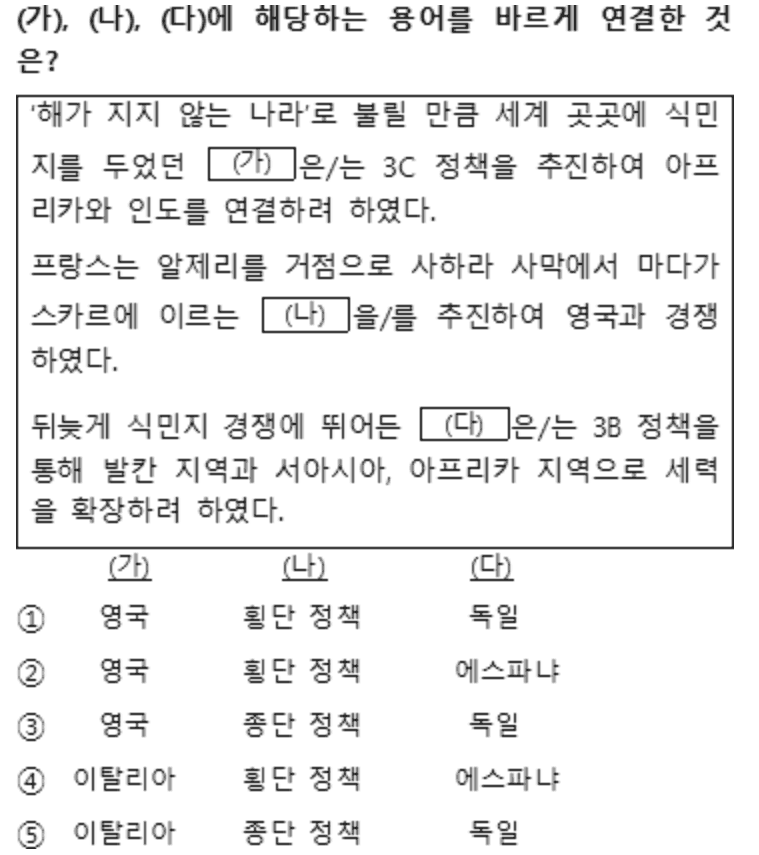 (가), (나), (다)에 해당하는 용어를 바르게 연결한 것
은?
'해가 지지 않는 나라'로 불릴 만큼 세계 곳곳에 식민
지를 두었던 (가) 은/는 3C 정책을 추진하여 아프
리카와 인도를 연결하려 하였다.
프랑스는 알제리를 거점으로 사하라 사막에서 마다가
스카르에 이르는 (나) 을/를 추진하여 영국과 경쟁
하였다.
뒤늦게 식민지 경쟁에 뛰어든 (다) 은/는 3B 정책을
통해 발칸 지역과 서아시아, 아프리카 지역으로 세력
을 확장하려 하였다.
(가) (나) (다)
① 영국 횡단 정책 독일
② 영국 횡단 정책 에스파냐
③ 영국 종단 정책 독일
④ 이탈리아 횡단 정책 에스파냐
⑤ 이탈리아 종단 정책 독일